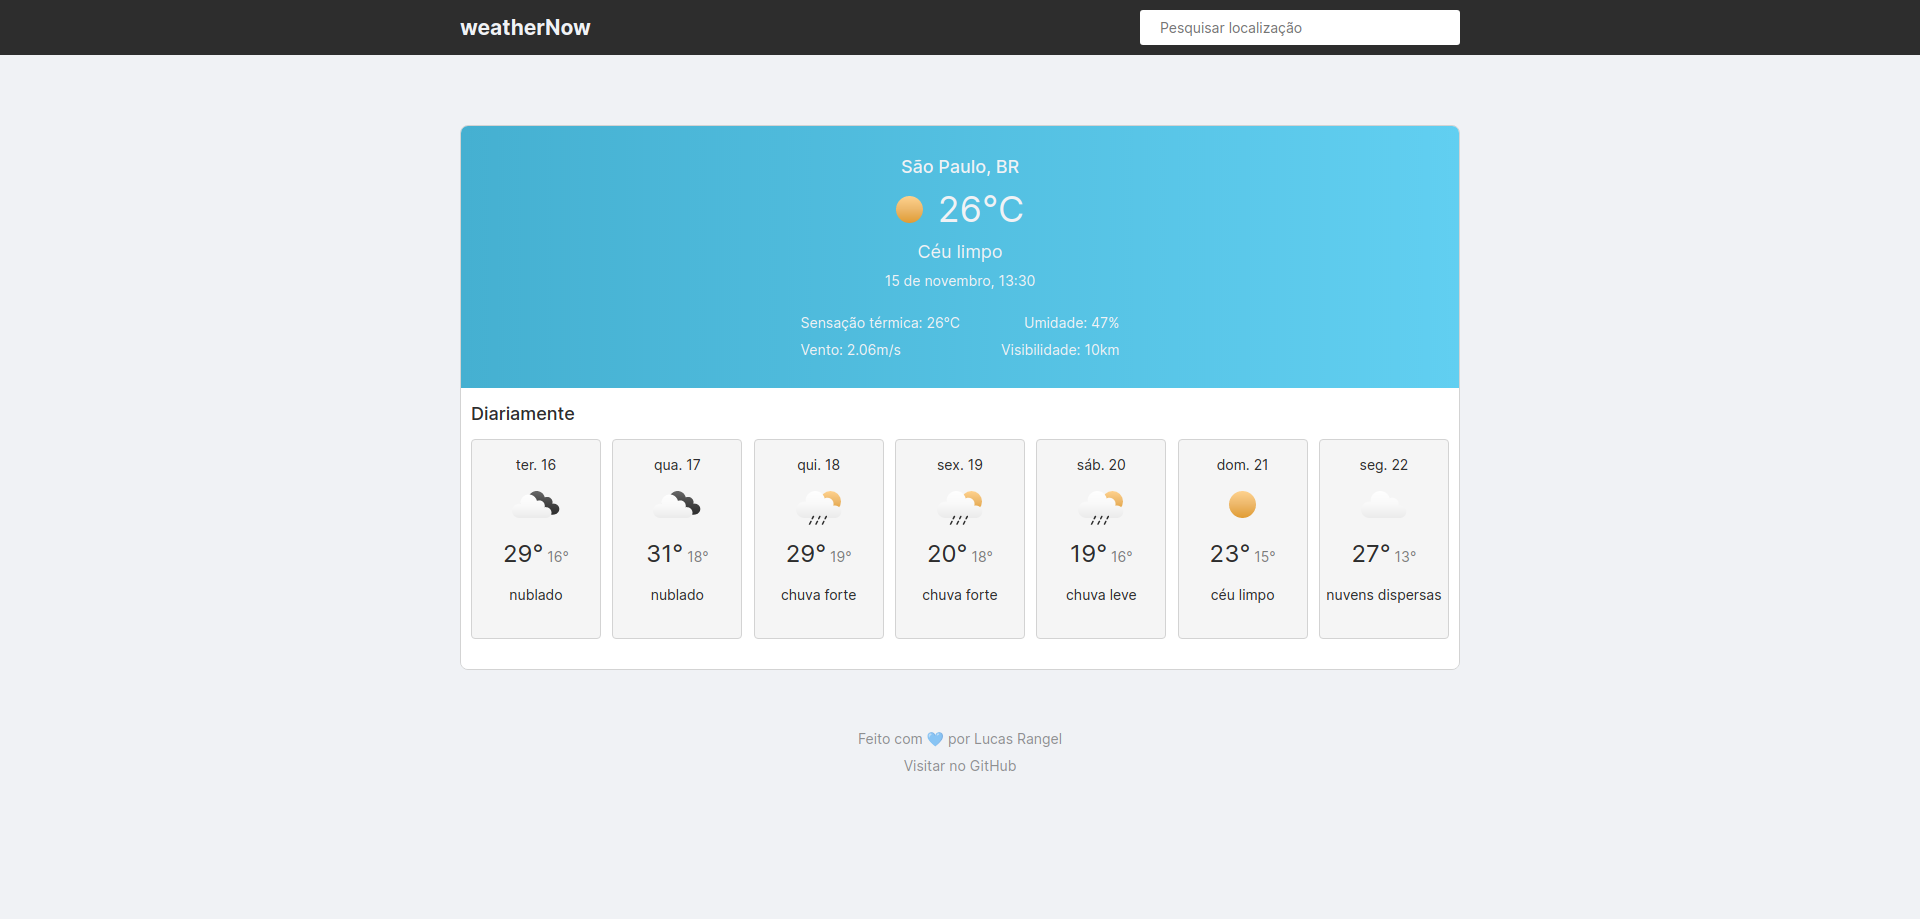 weatherNow
Pesquisar localização
São Paulo, BR
26°C
Céu limpo
15 de novembro, 13:30
Sensação térmica: 26°C Umidade: 47%
Vento: 2.06m/s Visibilidade: 10km
Diariamente
ter. 16 qua. 17 qui. 18 sex. 19 sáb. 20 dom. 21 seg. 22
29° 16° 31° 18° 29° 19° 20° 18° 19° 16° 23° 15° 27° 13°
nublado nublado chuva forte chuva forte chuva leve céu limpo nuvens dispersas
Feito com 💙 por Lucas Rangel
Visitar no GitHub